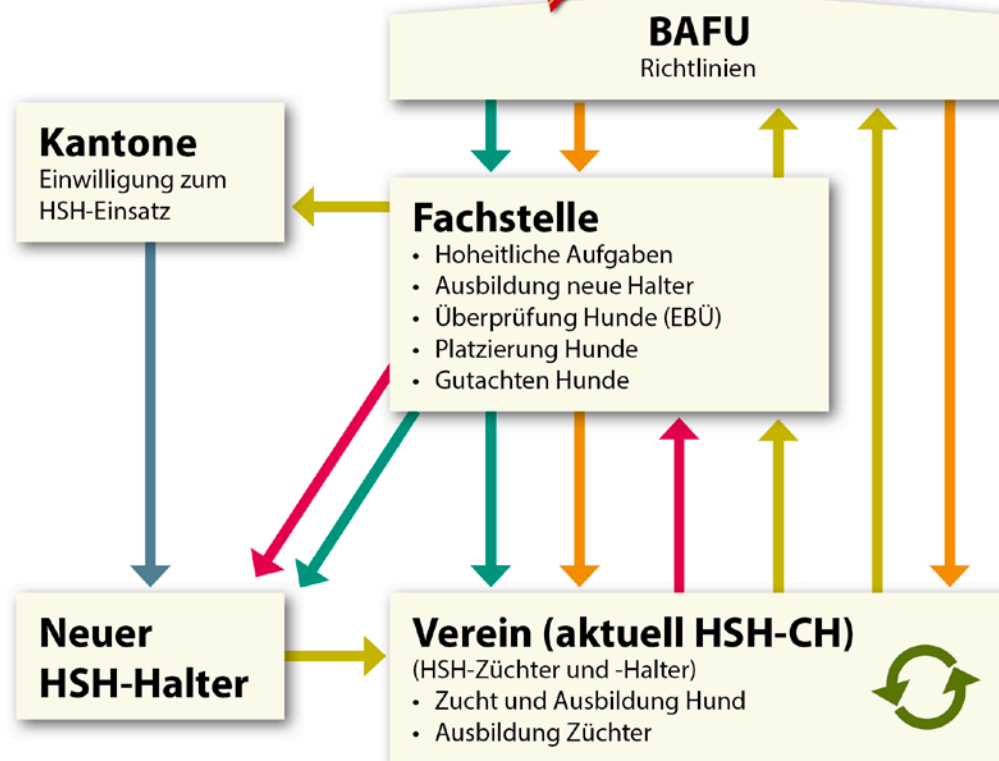 BAFU
Richtlinien
Kantone
Einwilligung zum
HSH-Einsatz
Fachstelle
• Hoheitliche Aufgaben
• Ausbildung neue Halter
• Überprüfung Hunde (EBÜ)
• Platzierung Hunde
• Gutachten Hunde
Neuer
HSH-Halter
Verein (aktuell HSH-CH)
(HSH-Züchter und -Halter)
• Zucht und Ausbildung Hund
• Ausbildung Züchter